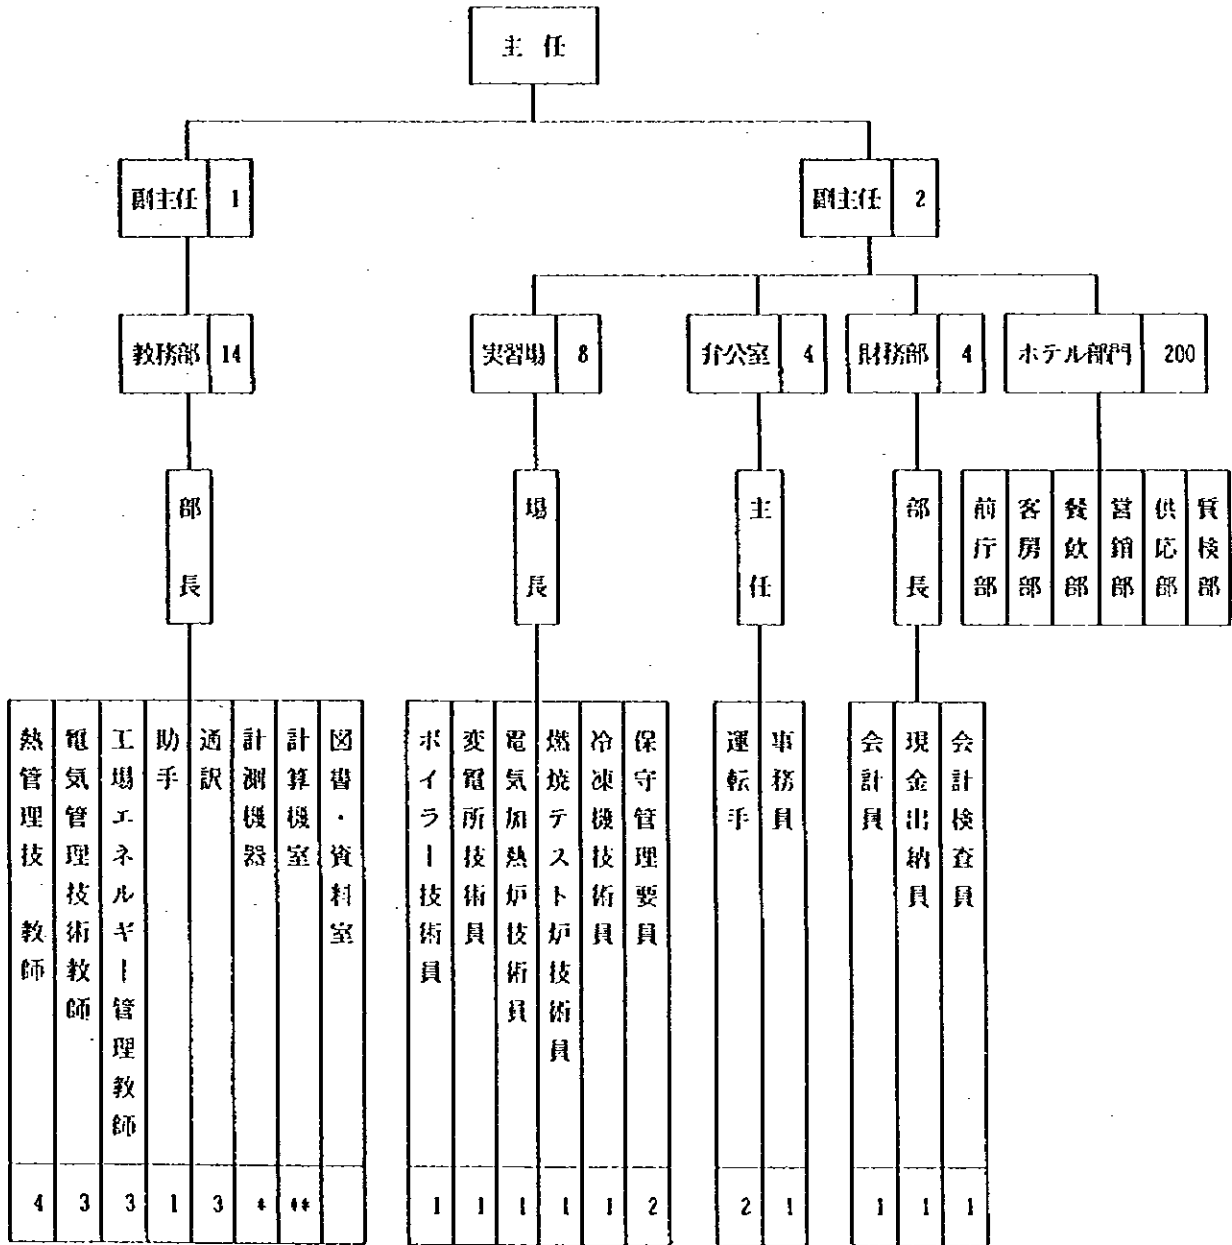 主任
副主任 1
副主任 2
教務部 14
実習場 8
弁公室 4
財務部 4
ホテル部門 200
部長
場長
主任
部長
前庁部
客房部
餐飲部
営銷部
供応部
質検部
熱管理技 教師 4
電気管理技術教師 3
工場エネルギー管理教師 3
助手 1
通訳 3
計測機器 *
計算機室 **
図書・資料室
ボイラー技術員 1
変電所技術員 1
電気加熱炉技術員 1
燃焼テスト炉技術員 1
冷凍機技術員 1
保守管理要員 2
運転手 2
事務員 1
会計員 1
現金出納員 1
会計検査員 1